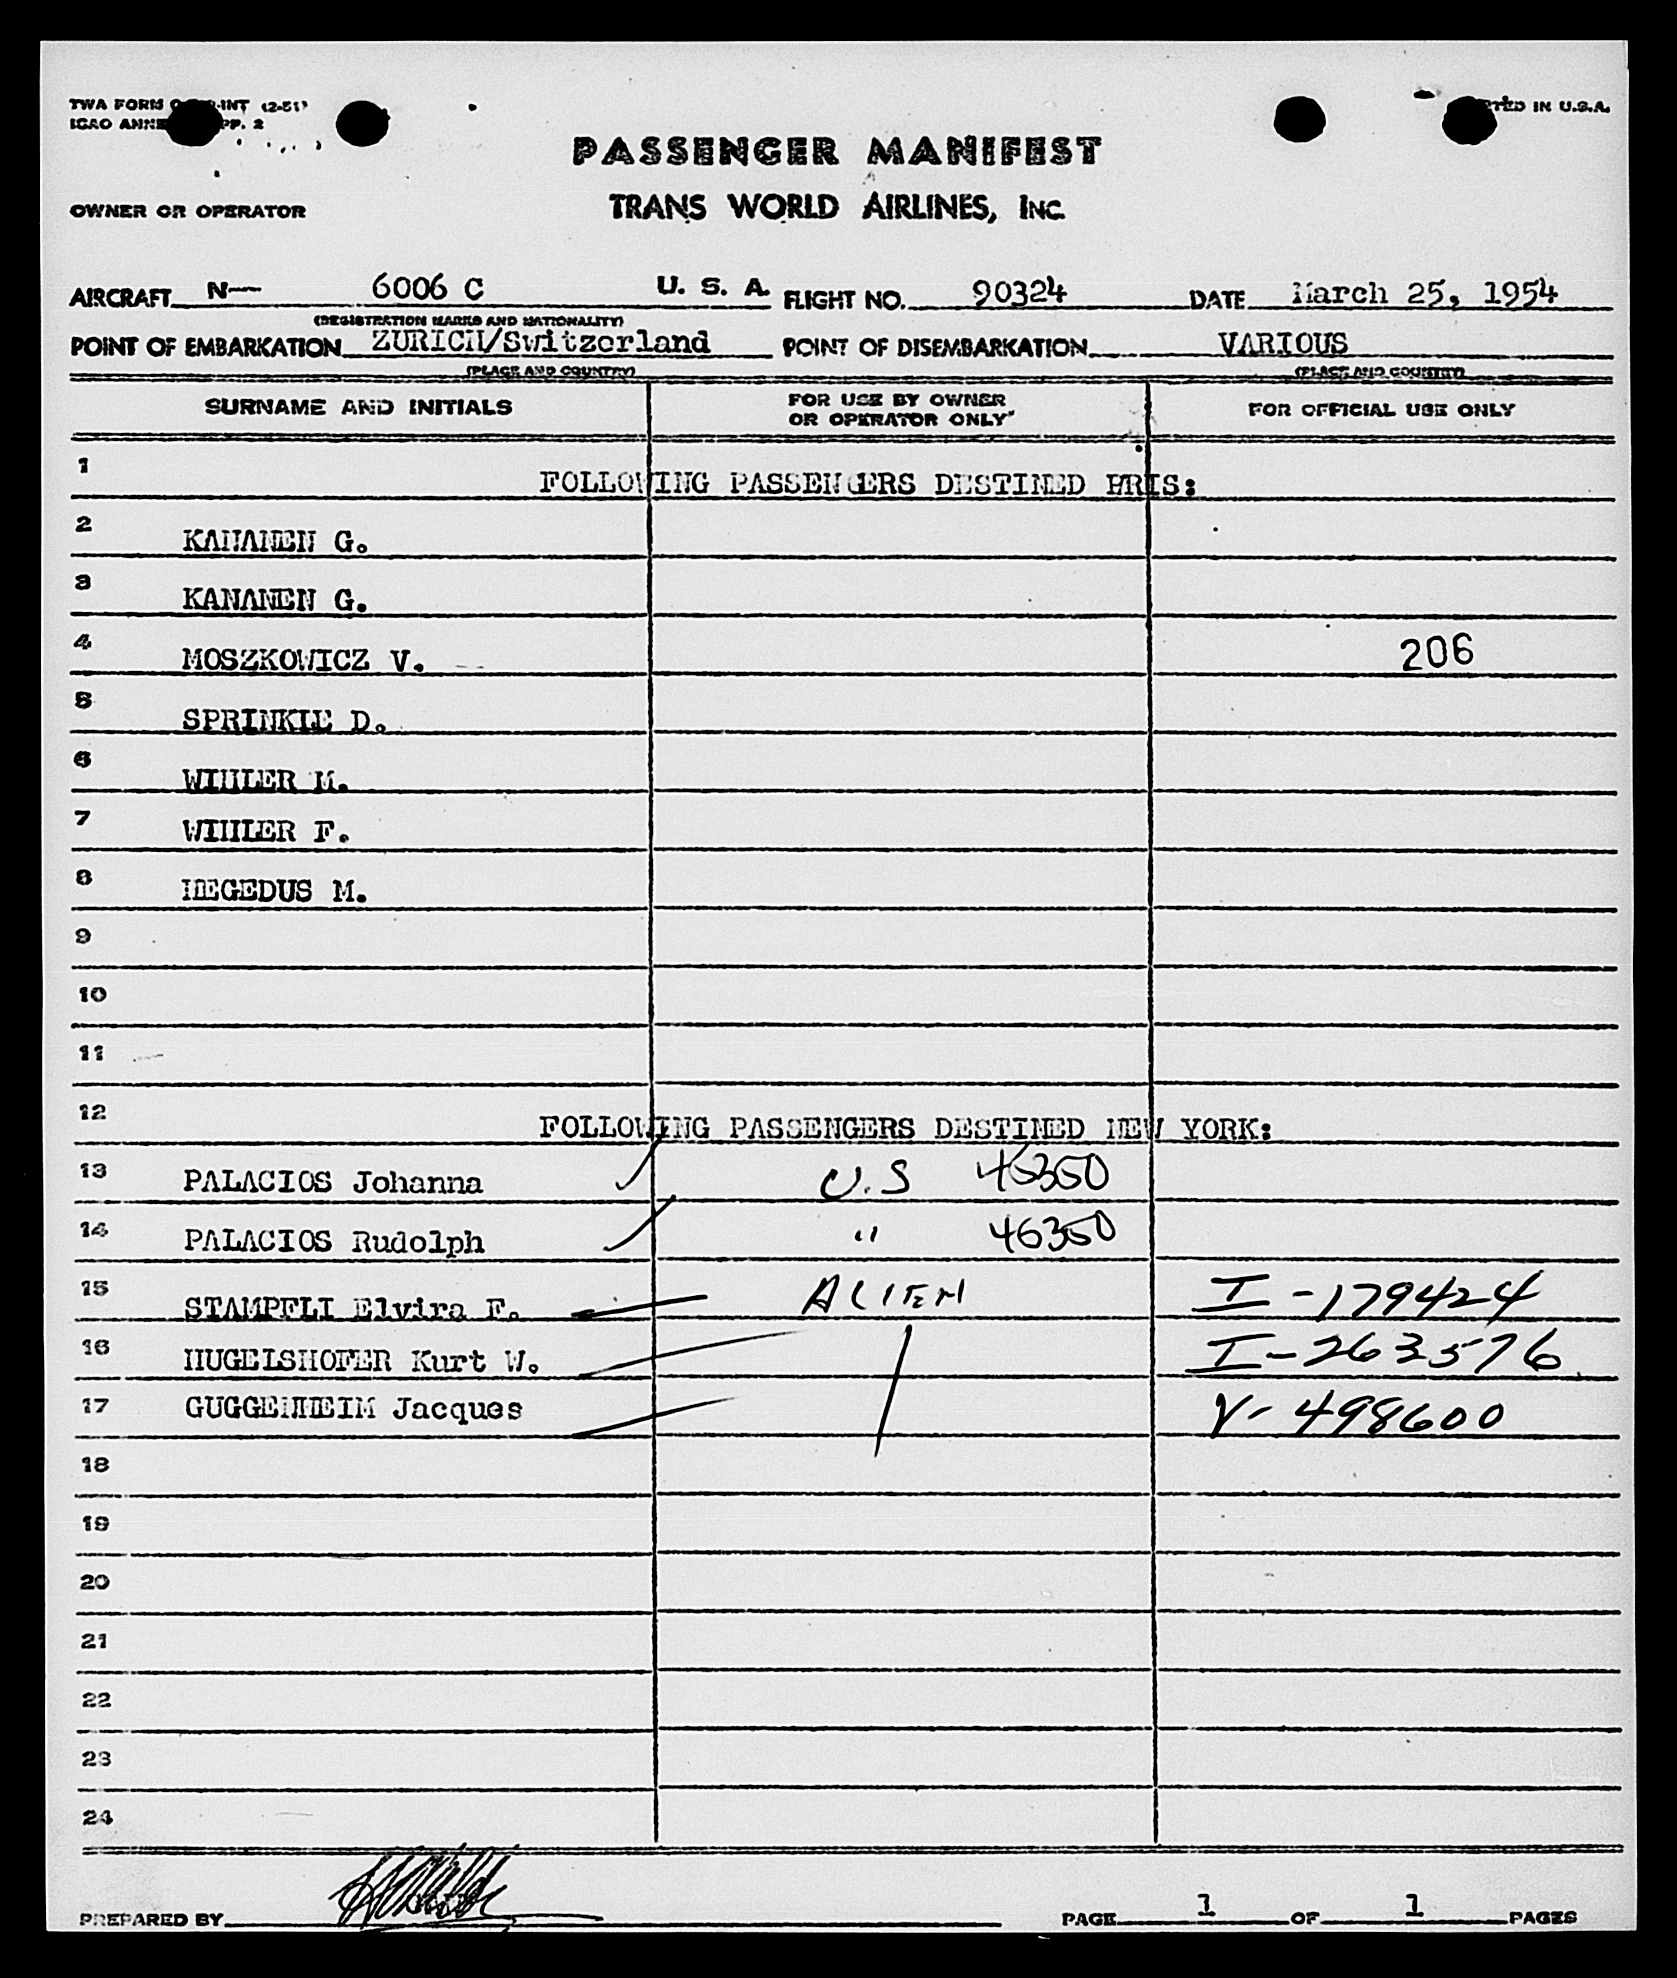 TWA FORM INT (2-51)
PP. 2
IN U.S.A.
PASSENGER MANIFEST
OWNER OR OPERATOR
TRANS WORLD AIRLINES, INC.
AIRCRAFT N— 6006 C U. S. A. FLIGHT NO. 90324 DATE March 25, 1954
(REGISTRATION MARKS AND NATIONALITY)
POINT OF EMBARKATION ZURICH/Switzerland POINT OF DISEMBARKATION VARIOUS
(PLACE AND COUNTRY) (PLACE AND COUNTRY)
SURNAME AND INITIALS FOR USE BY OWNER OR OPERATOR ONLY" FOR OFFICIAL USE ONLY
1 FOLLOWING PASSENGERS DESTINED PRIS:
2 KANANEN G.
3 KANANEN G.
4 MOSZKOWICZ V. 206
5 SPRINKLE D.
6 WIHLER M.
7 WIHLER F.
8 HEGEDUS M.
9
10
11
12 FOLLOWING PASSENGERS DESTINED NEW YORK:
13 PALACIOS Johanna U.S 46350
14 PALACIOS Rudolph " 46350
15 STAMPFLI Elvira F. ALIEN I-179424
16 HUGELSHOFER Kurt W. I-263576
17 GUGGENHEIM Jacques V-498600
18
19
20
21
22
23
24
PREPARED BY PAGE 1 OF 1 PAGES